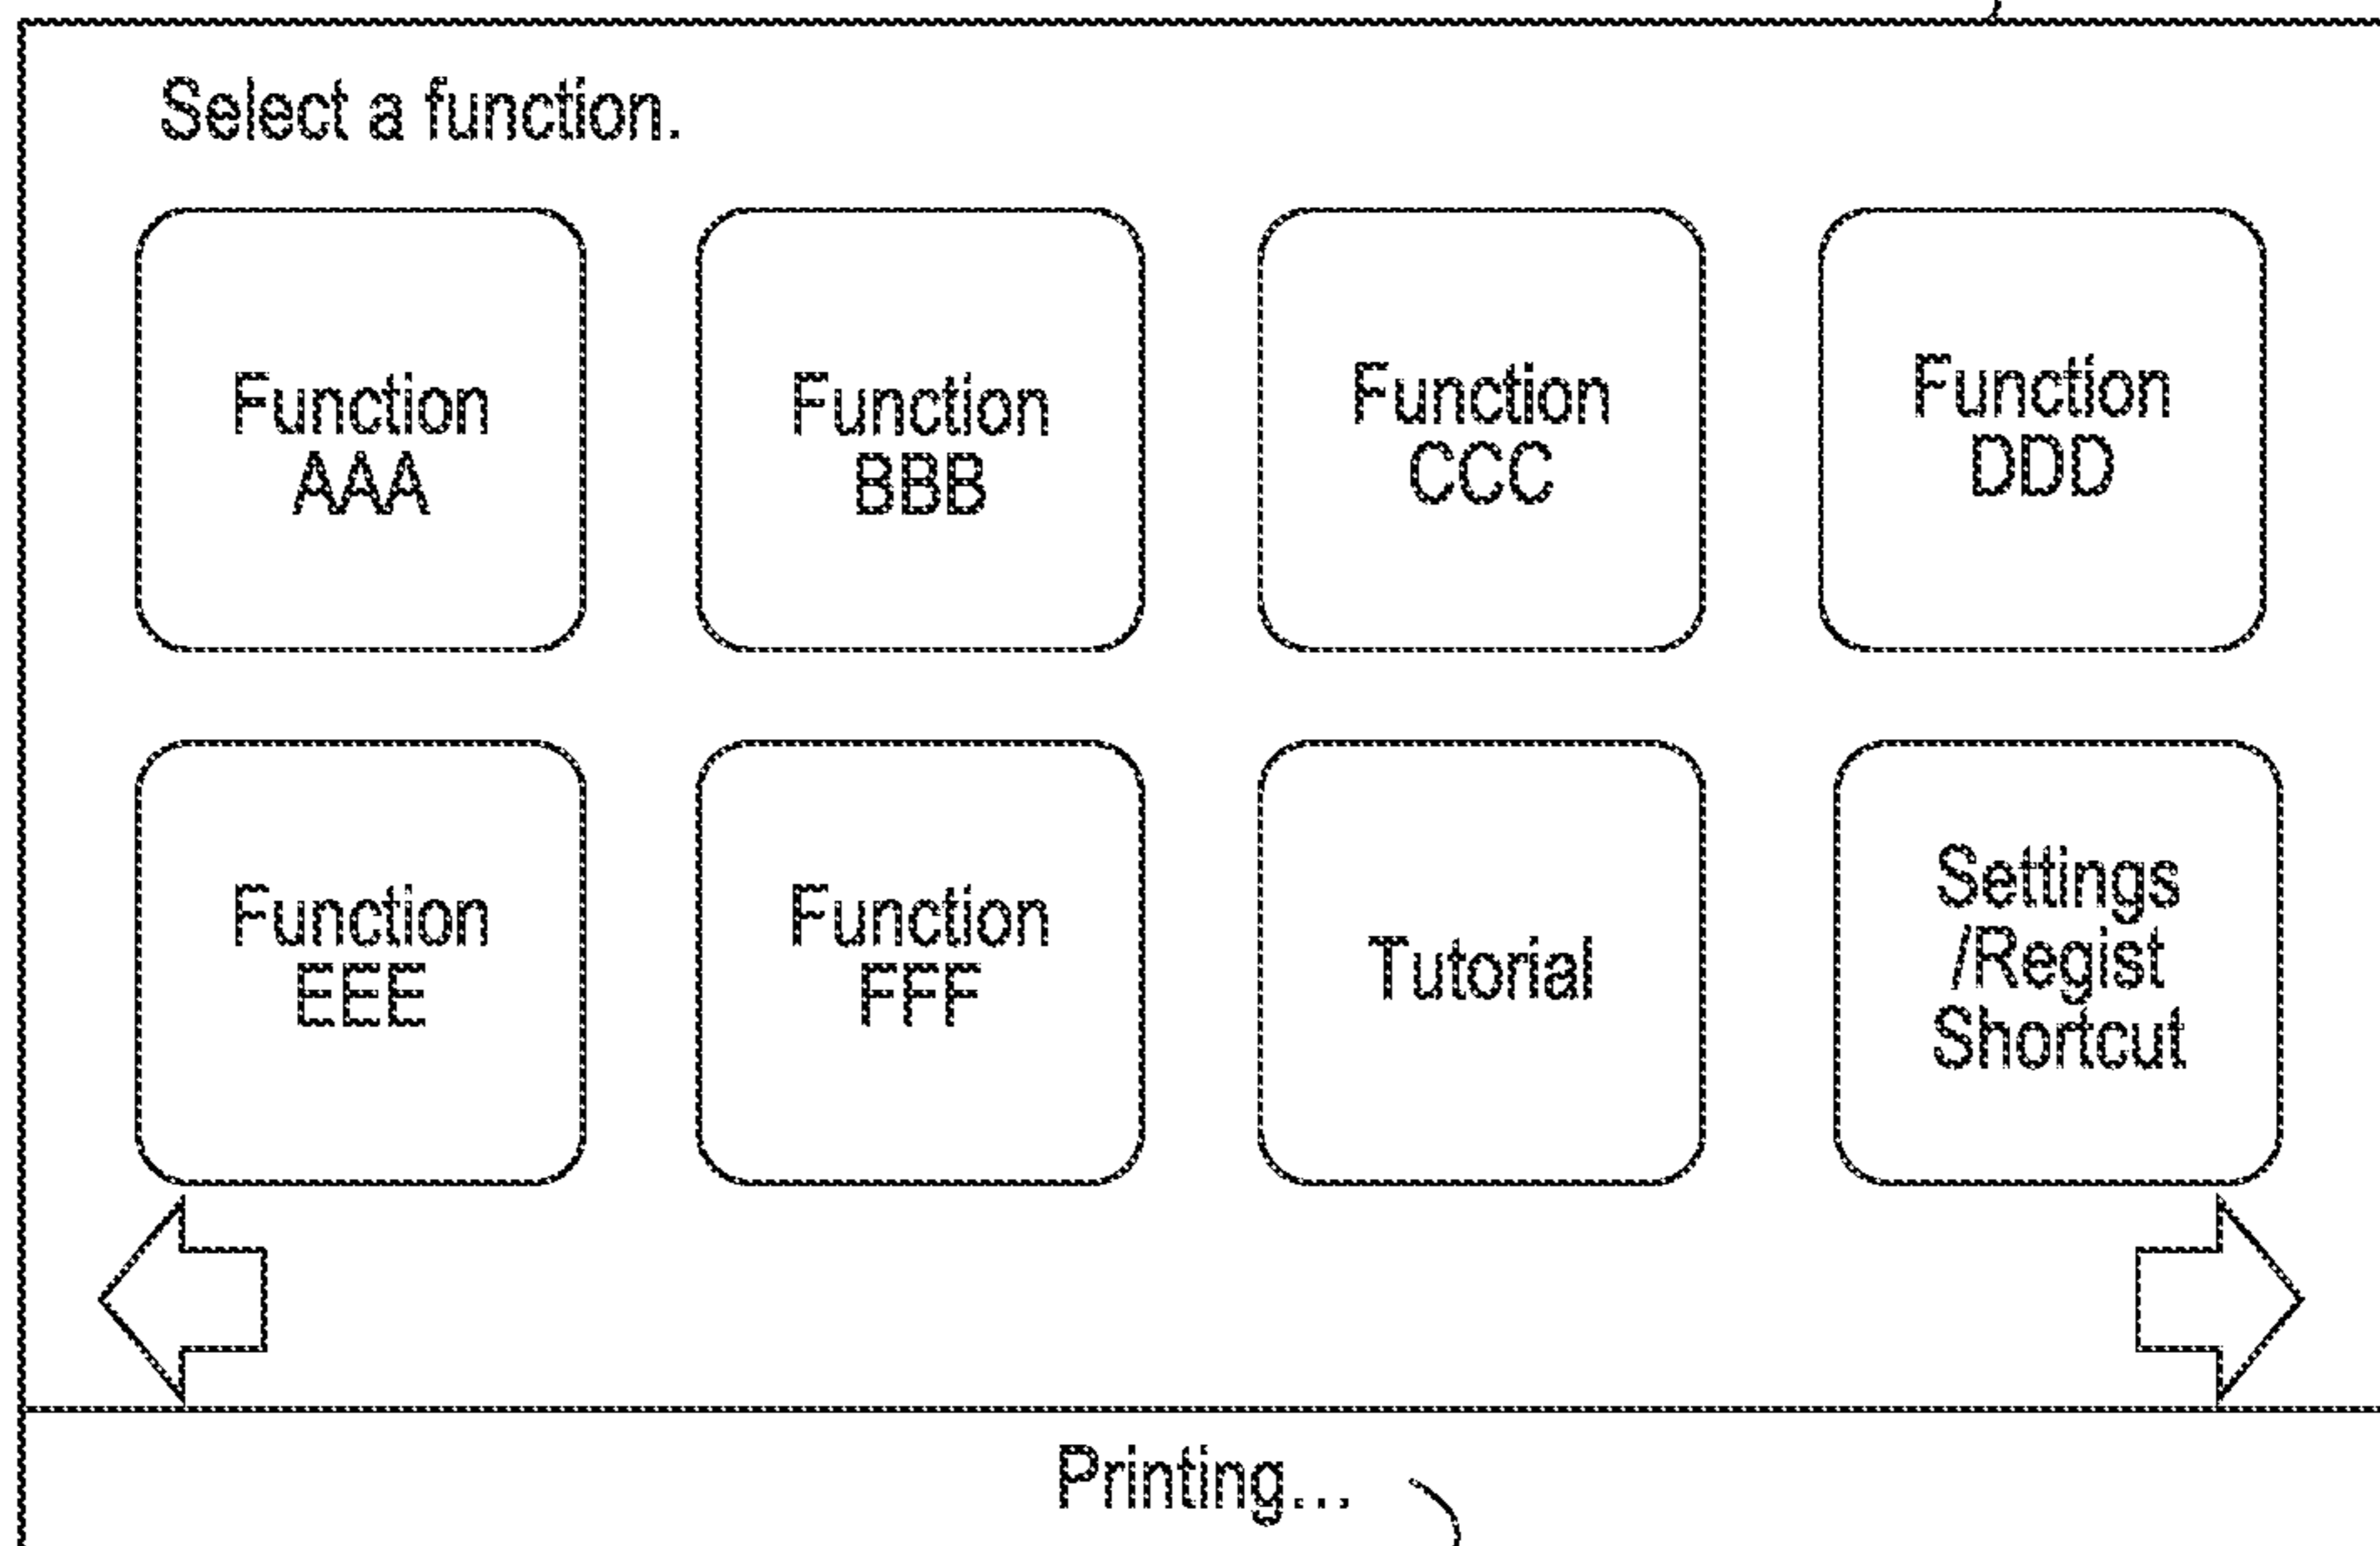 Select a function.
Function
AAA
Function
BBB
Function
CCC
Function
DDD
Function
EEE
Function
FFF
Tutorial
Settings
/Regist
Shortcut
Printing...